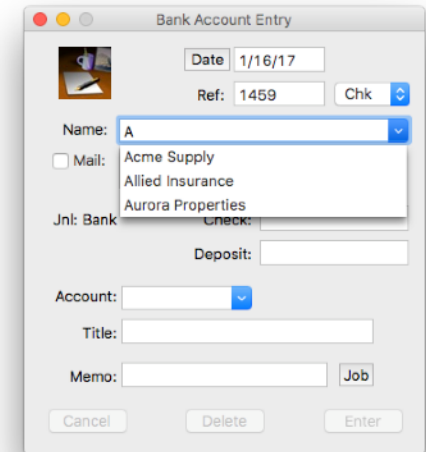 Bank Account Entry
Date 1/16/17
Ref: 1459 Chk
Name: A
Mail:
Acme Supply
Allied Insurance
Aurora Properties
Jnl: Bank Check:
Deposit:
Account:
Title:
Memo: Job
Cancel Delete Enter